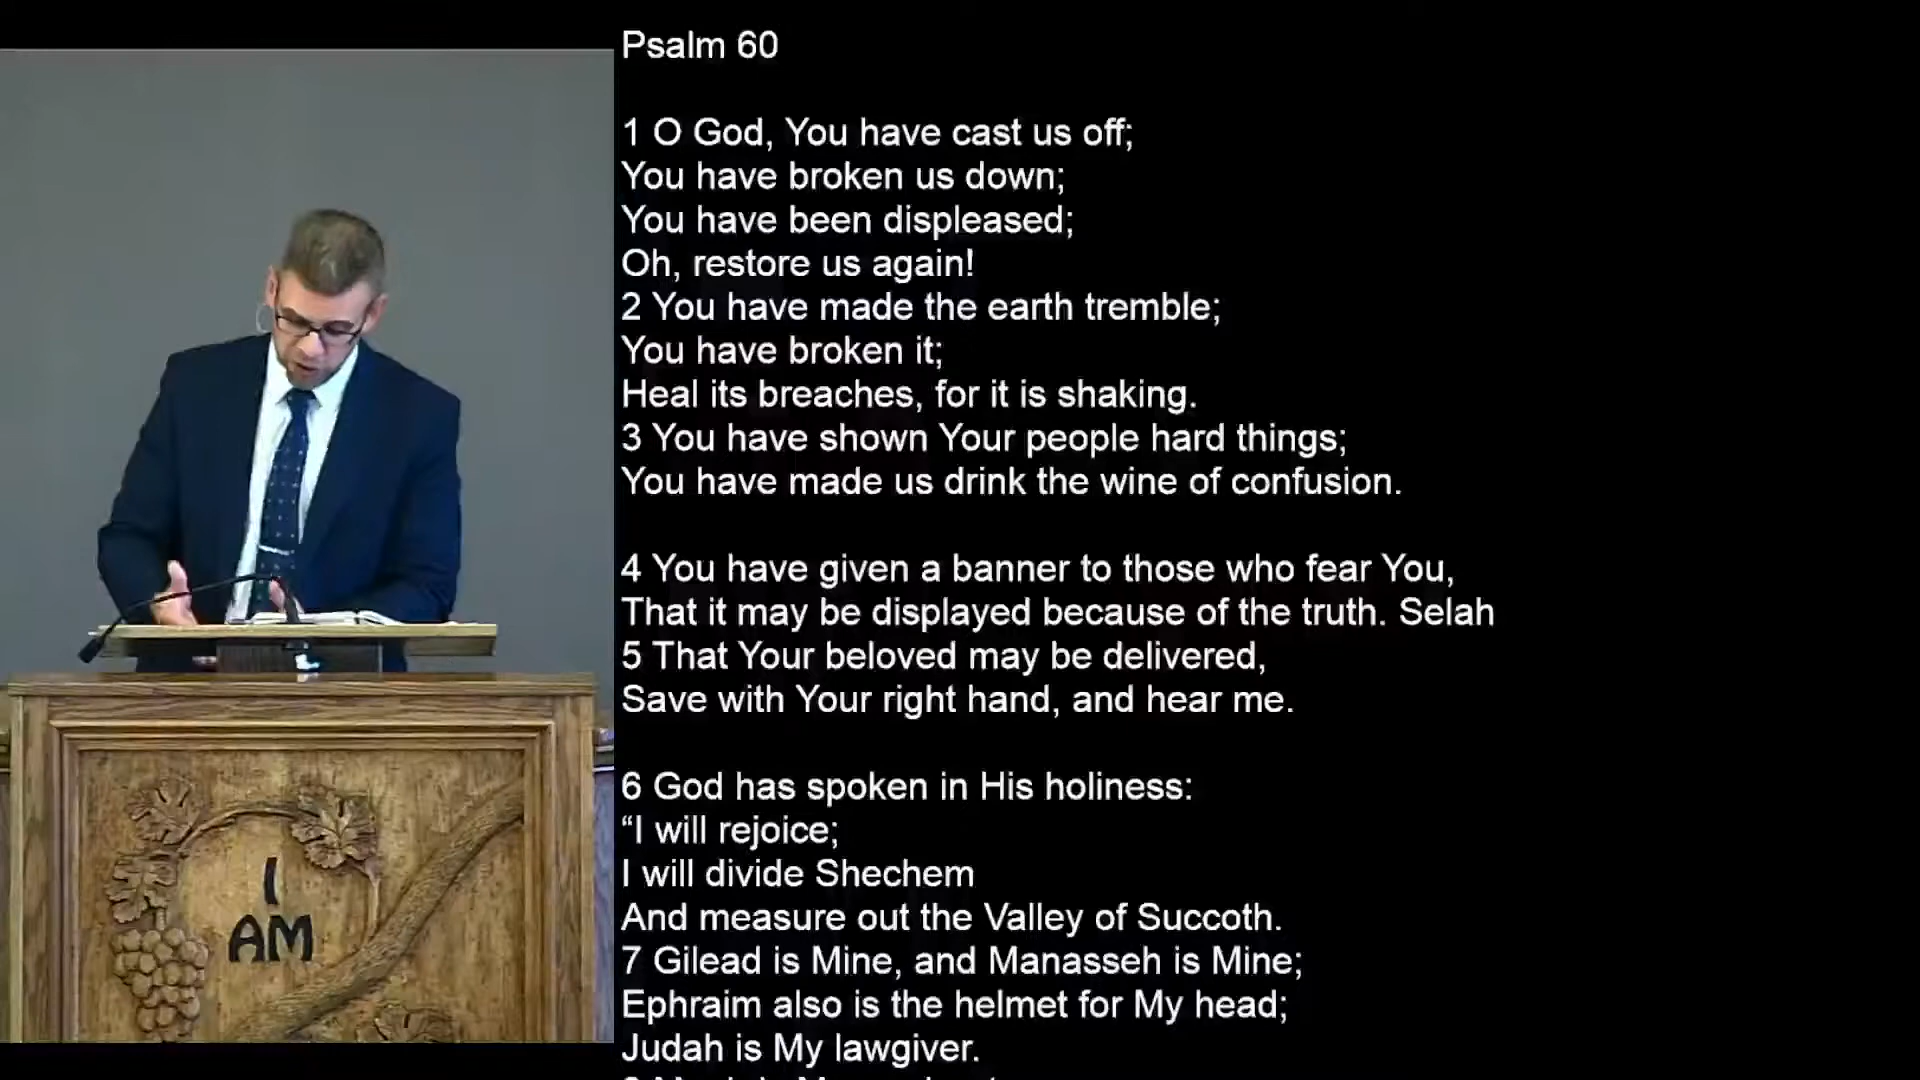 Psalm 60
1 O God, You have cast us off;
You have broken us down;
You have been displeased;
Oh, restore us again!
2 You have made the earth tremble;
You have broken it;
Heal its breaches, for it is shaking.
3 You have shown Your people hard things;
You have made us drink the wine of confusion.
4 You have given a banner to those who fear You,
That it may be displayed because of the truth. Selah
5 That Your beloved may be delivered,
Save with Your right hand, and hear me.
6 God has spoken in His holiness:
“I will rejoice;
I will divide Shechem
And measure out the Valley of Succoth.
7 Gilead is Mine, and Manasseh is Mine;
Ephraim also is the helmet for My head;
Judah is My lawgiver.
I
AM